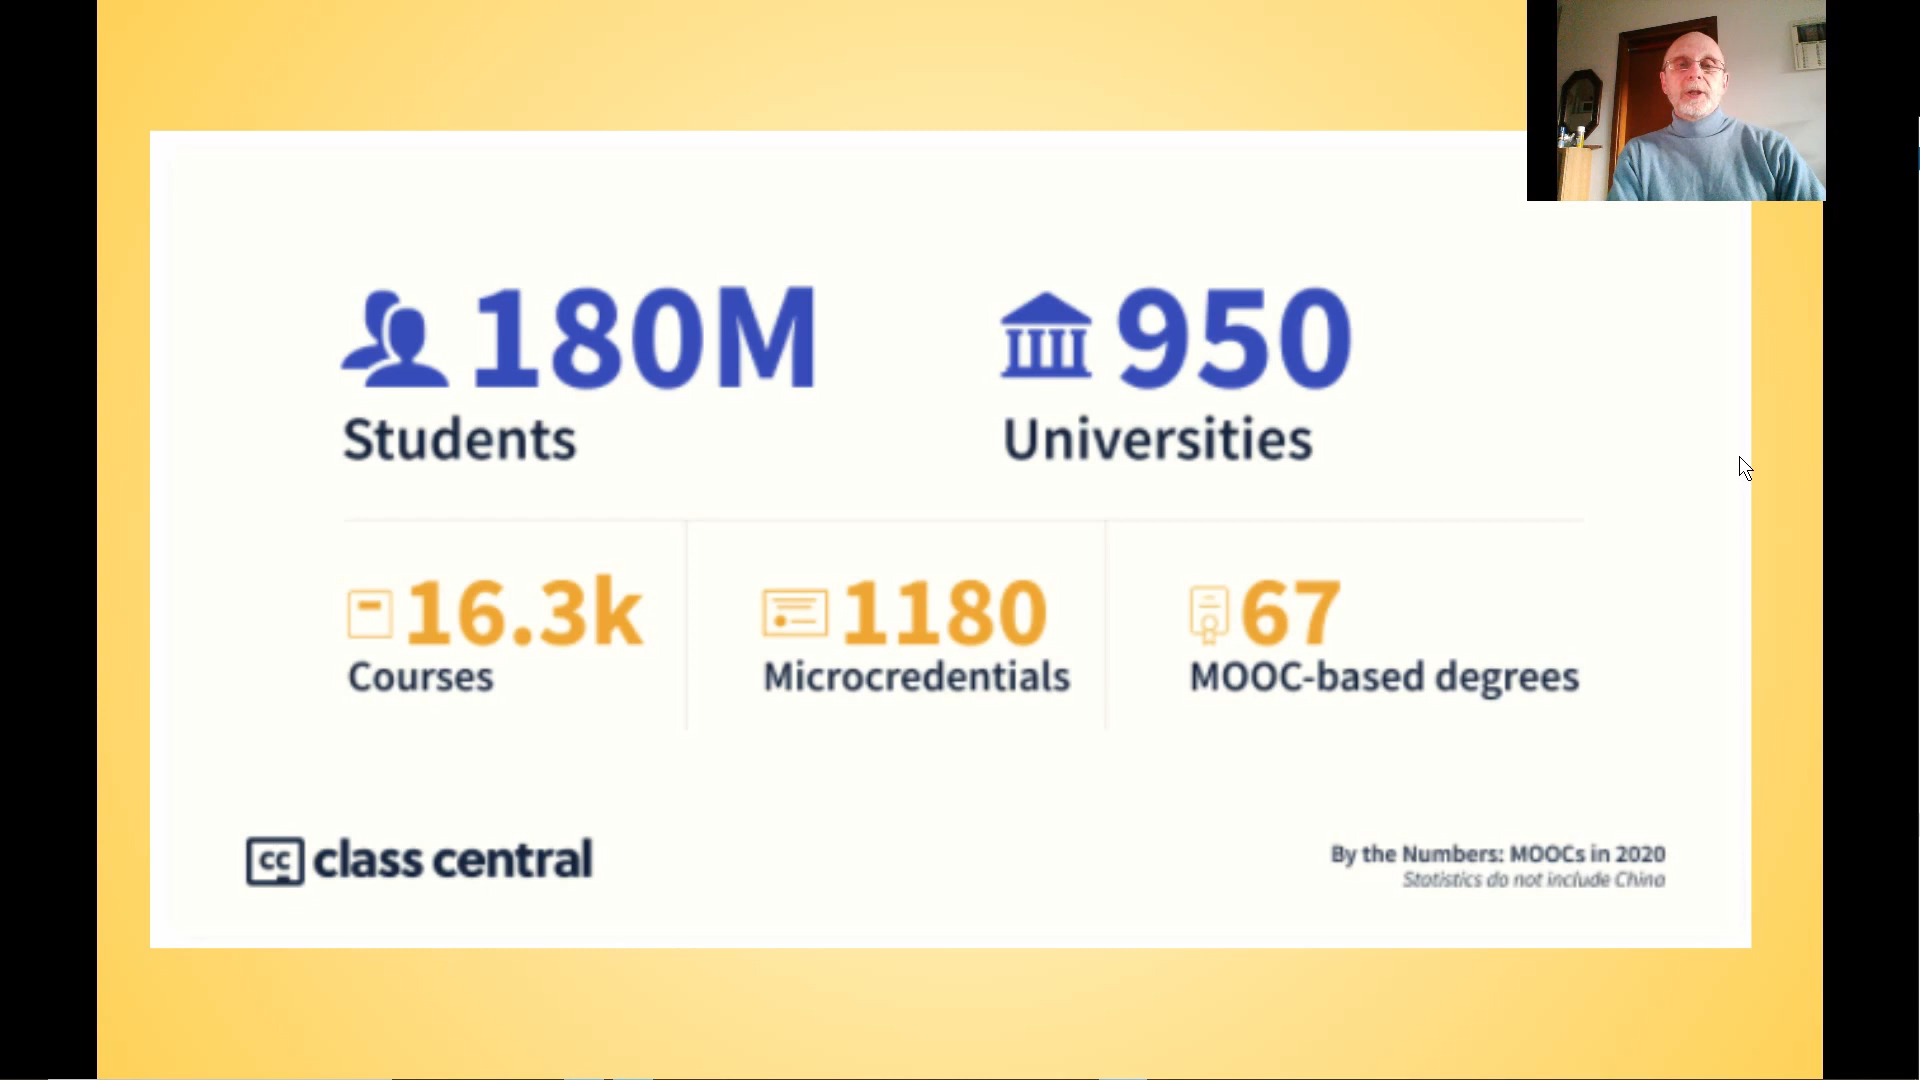 180M
Students
950
Universities
16.3k
Courses
1180
Microcredentials
67
MOOC-based degrees
cc class central
By the Numbers: MOOCs in 2020
Statistics do not include China